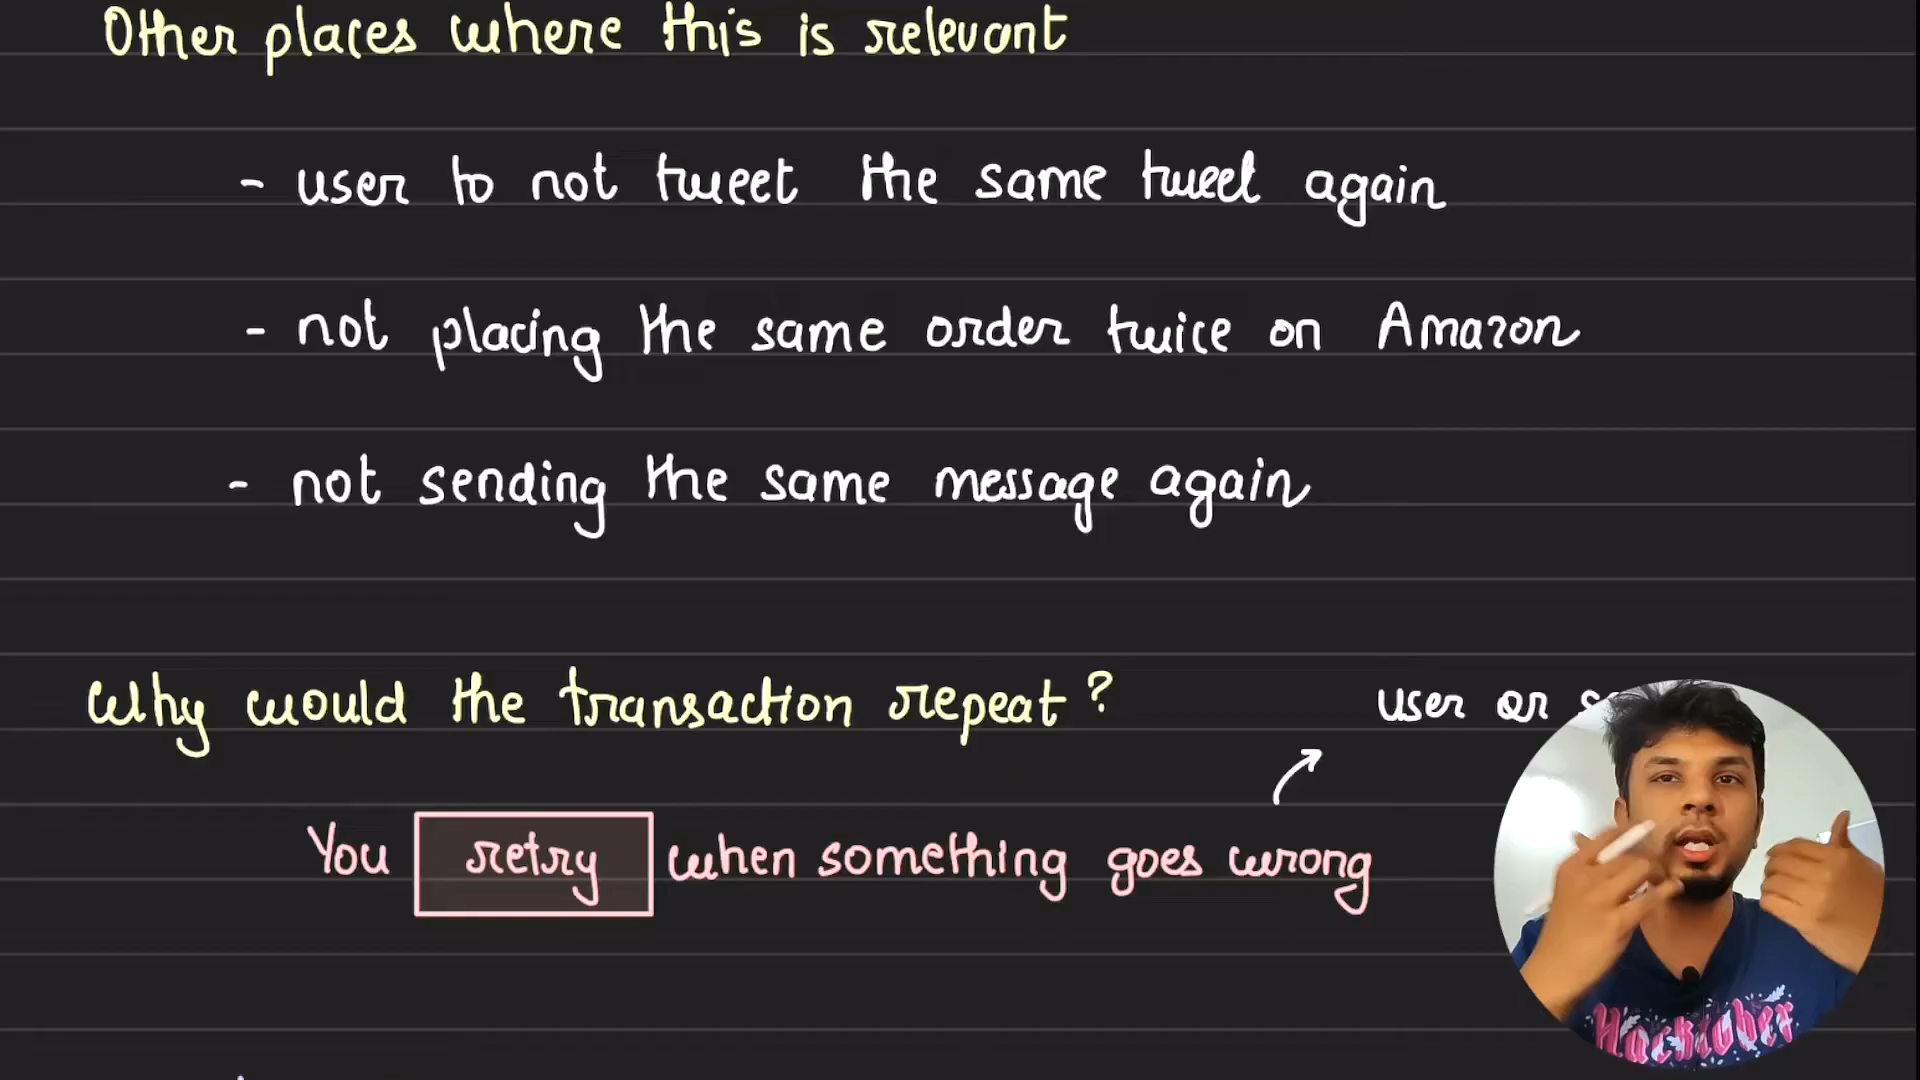 Other places where this is relevant
- user to not tweet the same tweet again
- not placing the same order twice on Amazon
- not sending the same message again
Why would the transaction repeat?
user or
You retry when something goes wrong
Hacktober